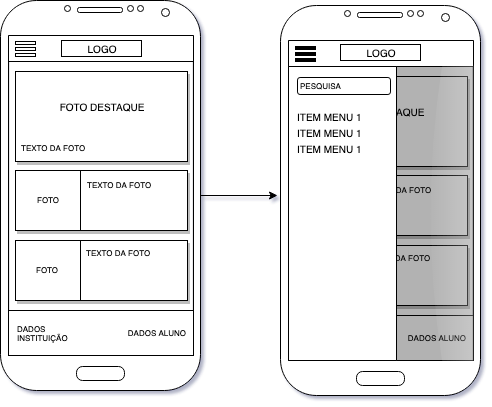 LOGO
FOTO DESTAQUE
TEXTO DA FOTO
FOTO
TEXTO DA FOTO
FOTO
TEXTO DA FOTO
DADOS
INSTITUIÇÃO
DADOS ALUNO
LOGO
PESQUISA
ITEM MENU 1
ITEM MENU 1
ITEM MENU 1
AQUE
DA FOTO
DA FOTO
DADOS ALUNO